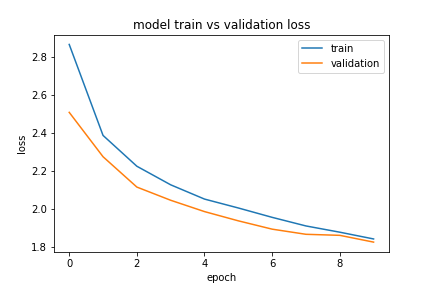 model train vs validation loss
train
validation
2.8
2.6
2.4
2.2
2.0
1.8
loss
0
2
4
6
8
epoch